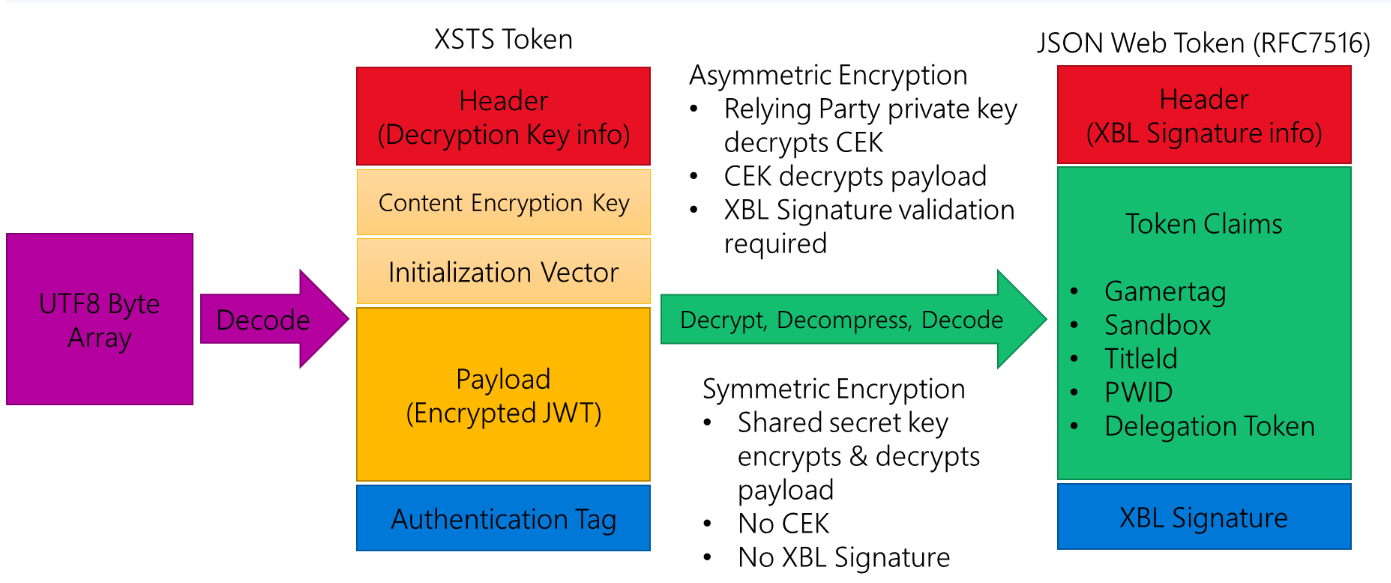 XSTS Token
JSON Web Token (RFC7516)
UTF8 Byte
Array
Decode
Header
(Decryption Key info)
Content Encryption Key
Initialization Vector
Payload
(Encrypted JWT)
Authentication Tag
Asymmetric Encryption
• Relying Party private key
decrypts CEK
• CEK decrypts payload
• XBL Signature validation
required
Decrypt, Decompress, Decode
Symmetric Encryption
• Shared secret key
encrypts & decrypts
payload
• No CEK
• No XBL Signature
Header
(XBL Signature info)
Token Claims
• Gamertag
• Sandbox
• TitleId
• PWID
• Delegation Token
XBL Signature